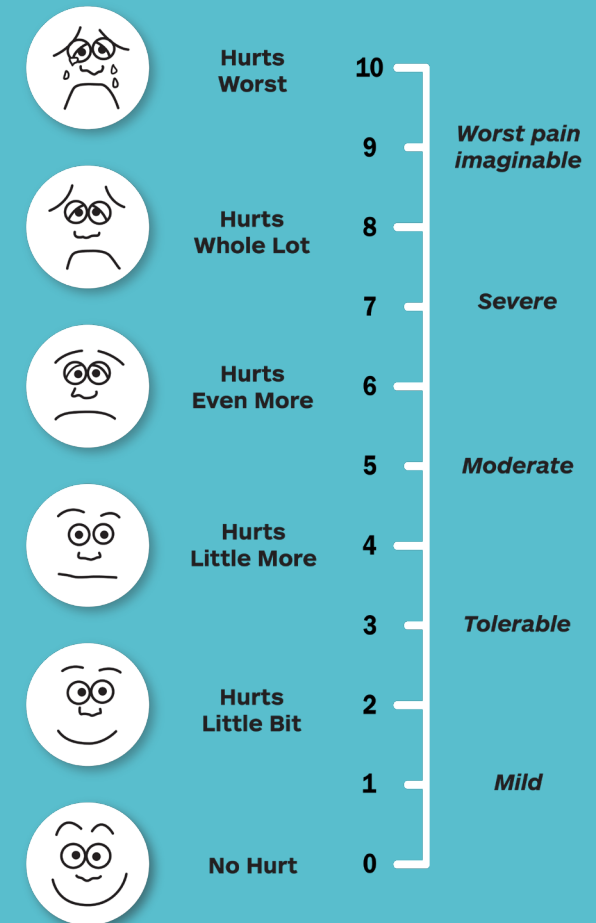 Hurts
Worst
10
9
Worst pain
imaginable
Hurts
Whole Lot
8
7
Severe
Hurts
Even More
6
5
Moderate
Hurts
Little More
4
3
Tolerable
Hurts
Little Bit
2
1
Mild
No Hurt
0